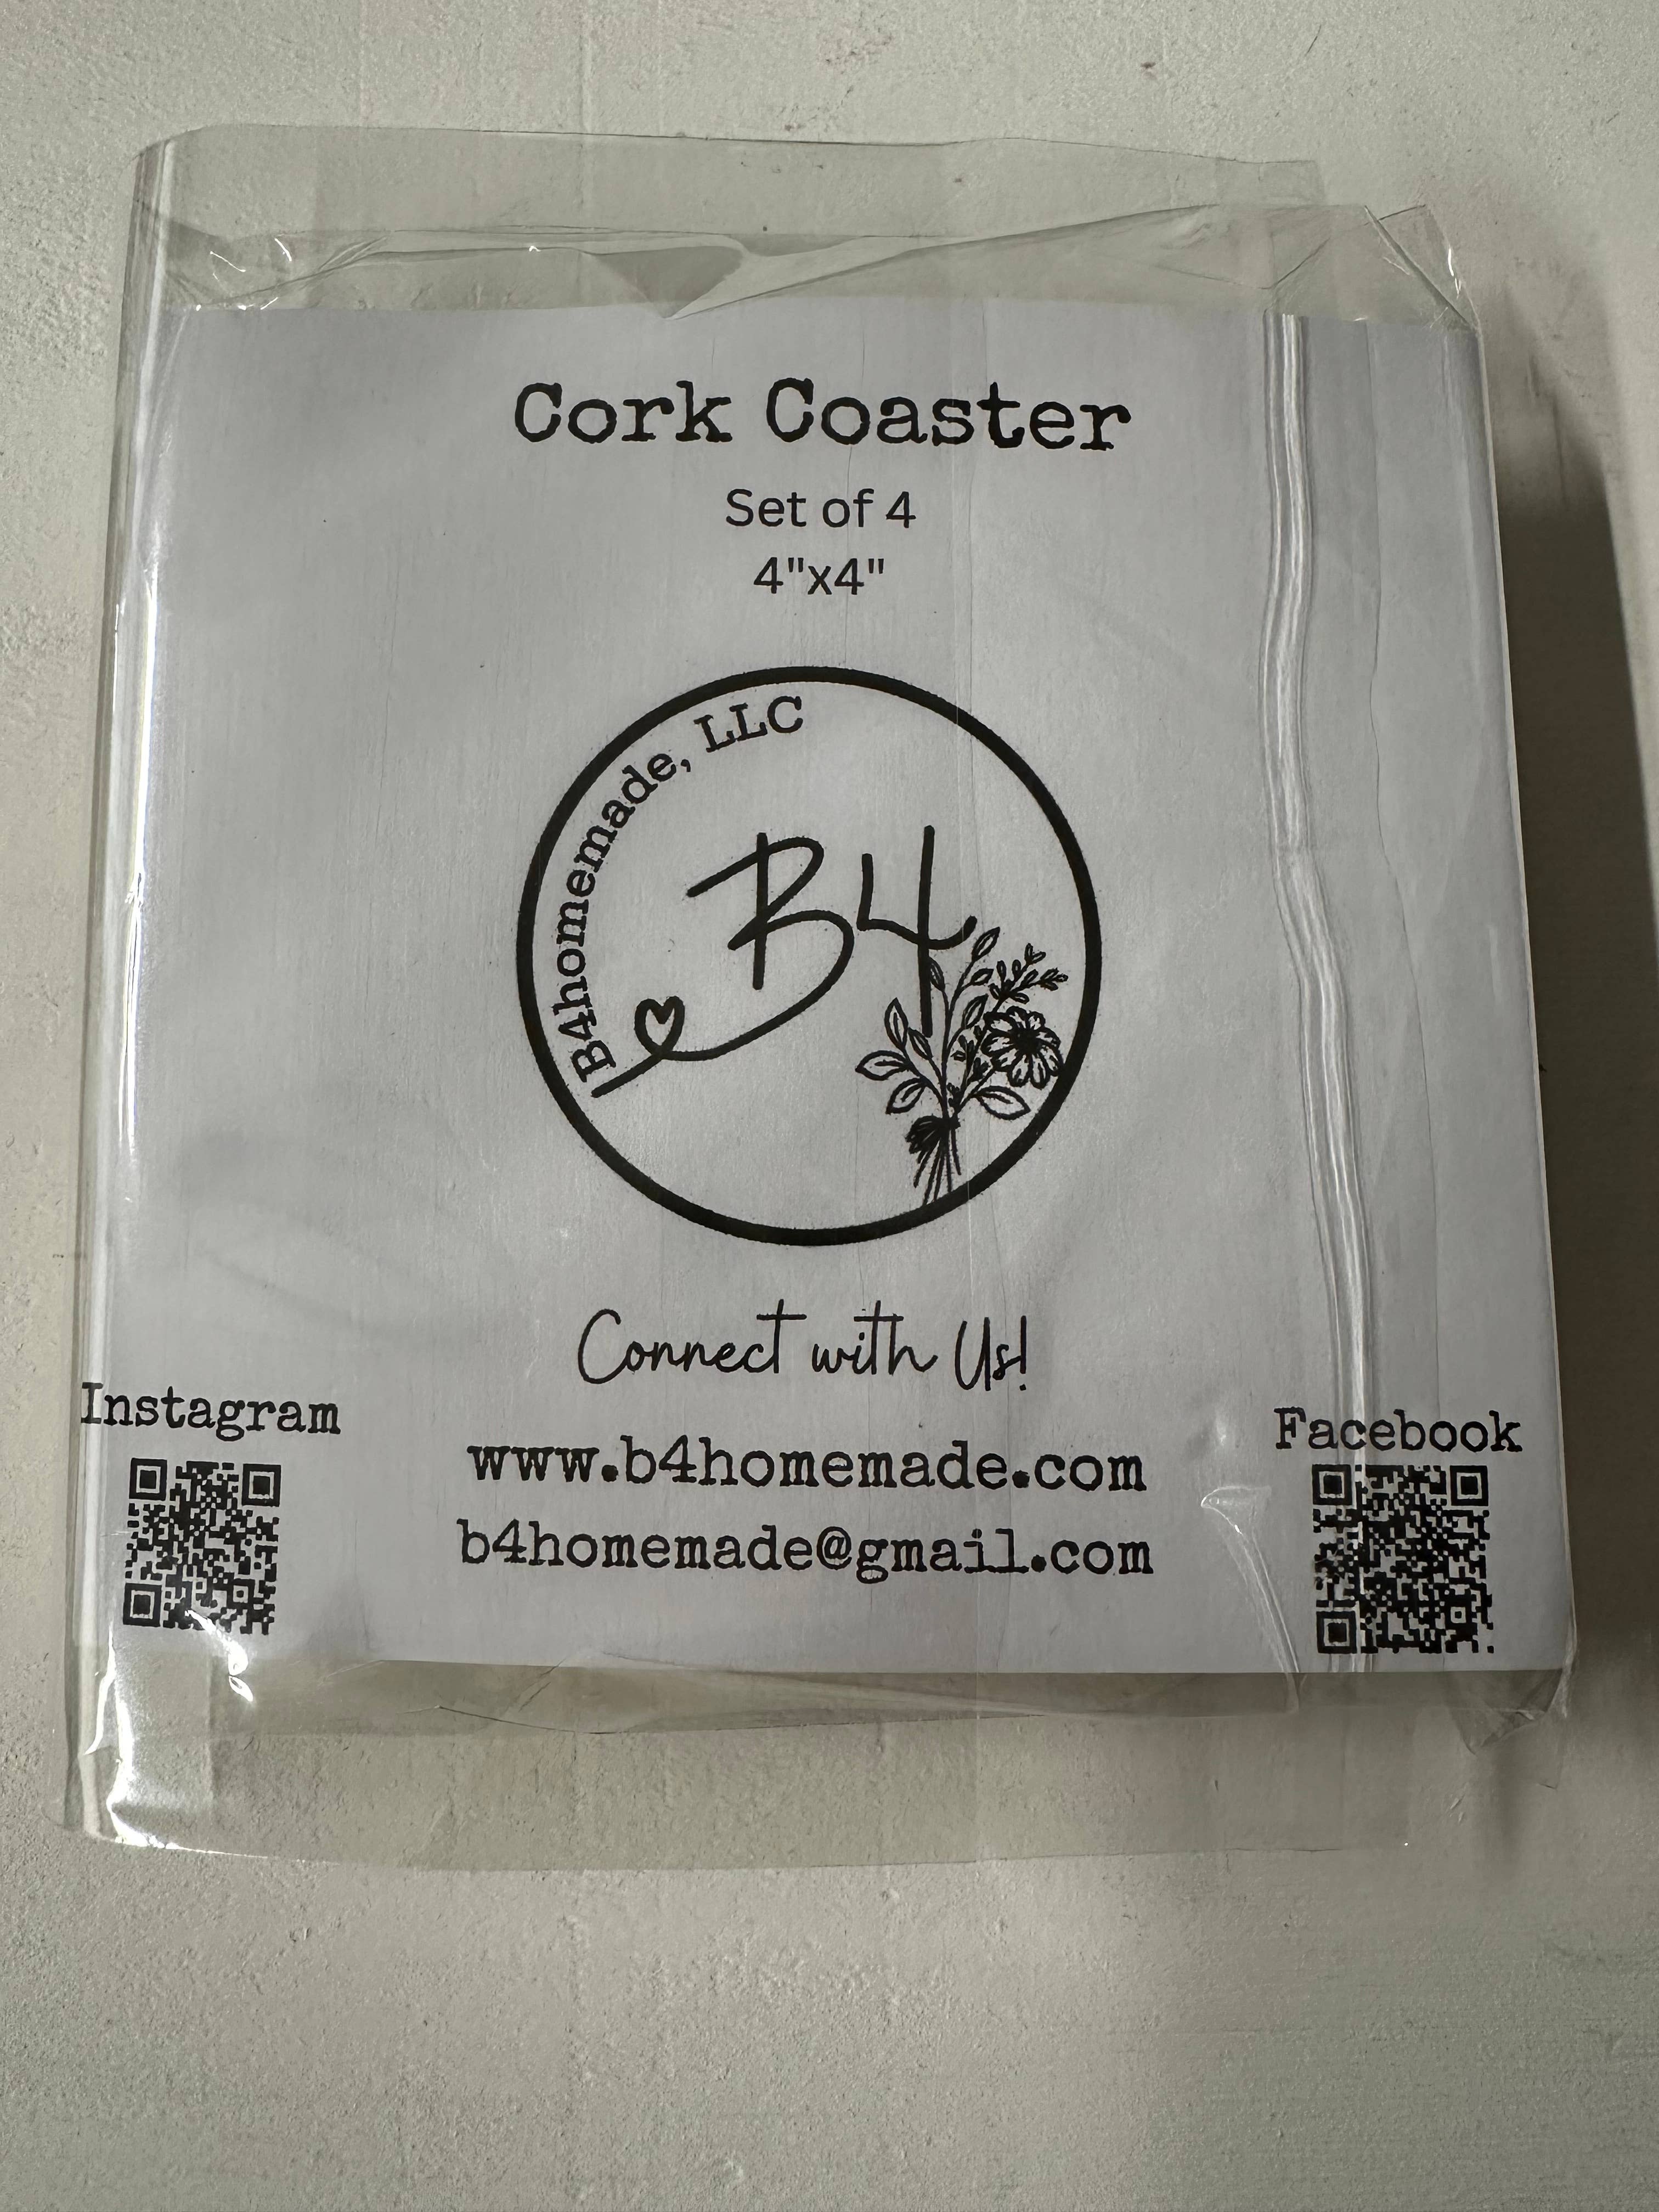 Cork Coaster
Set of 4
4"x4"
B4homemade, LLC
B4
Connect with Us!
Instagram
Facebook
www.b4homemade.com
b4homemade@gmail.com